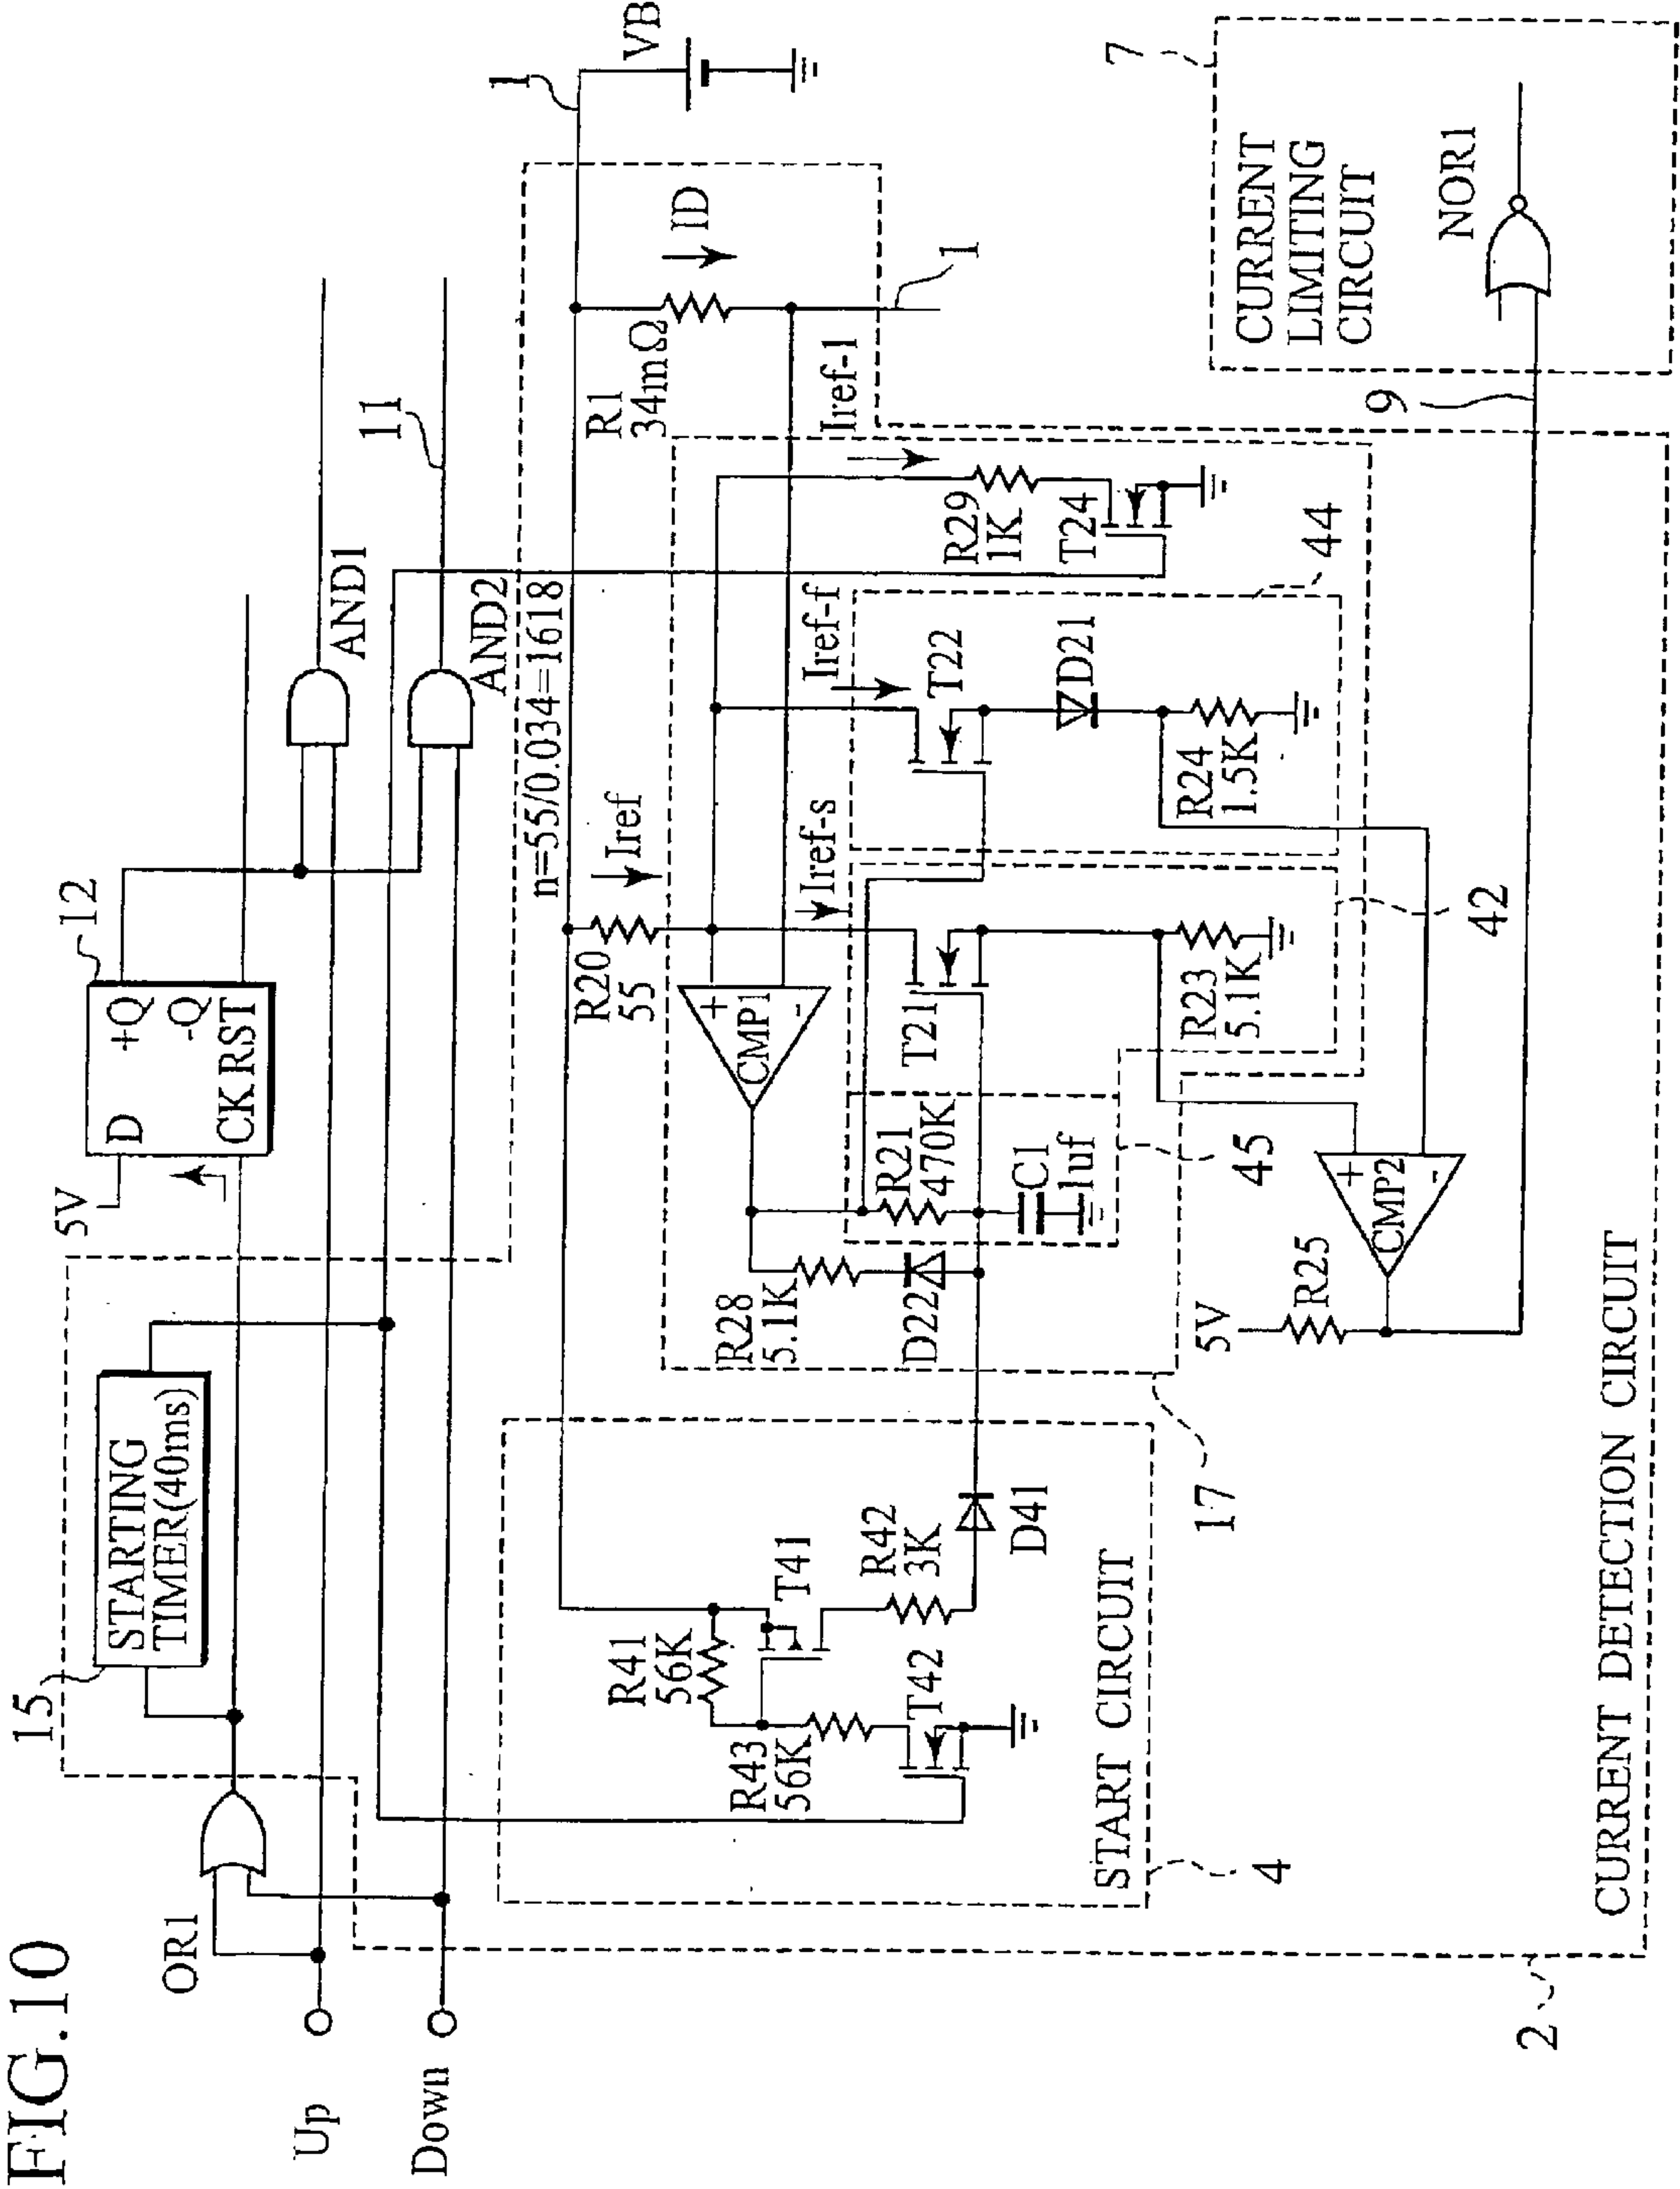 FIG.10
Up
Down
OR1
15
STARTING
TIMER(40ms)
5V
D
+Q
-Q
CK RST
12
AND1
AND2
11
1
VB
n=55/0.034=1618
R1
34mΩ
ID
1
R20
55
Iref
Iref-s
Iref-f
Iref-1
+
CMP1
-
R28
5.1K
D22
R21
470K
C1
1uf
T21
T22
D21
R23
5.1K
R24
1.5K
R29
1K
T24
44
42
45
17
R41
56K
T41
R43
56K
T42
R42
3K
D41
START CIRCUIT
4
5V
R25
+
CMP2
-
9
CURRENT
LIMITING
CIRCUIT
NOR1
7
CURRENT DETECTION CIRCUIT
2